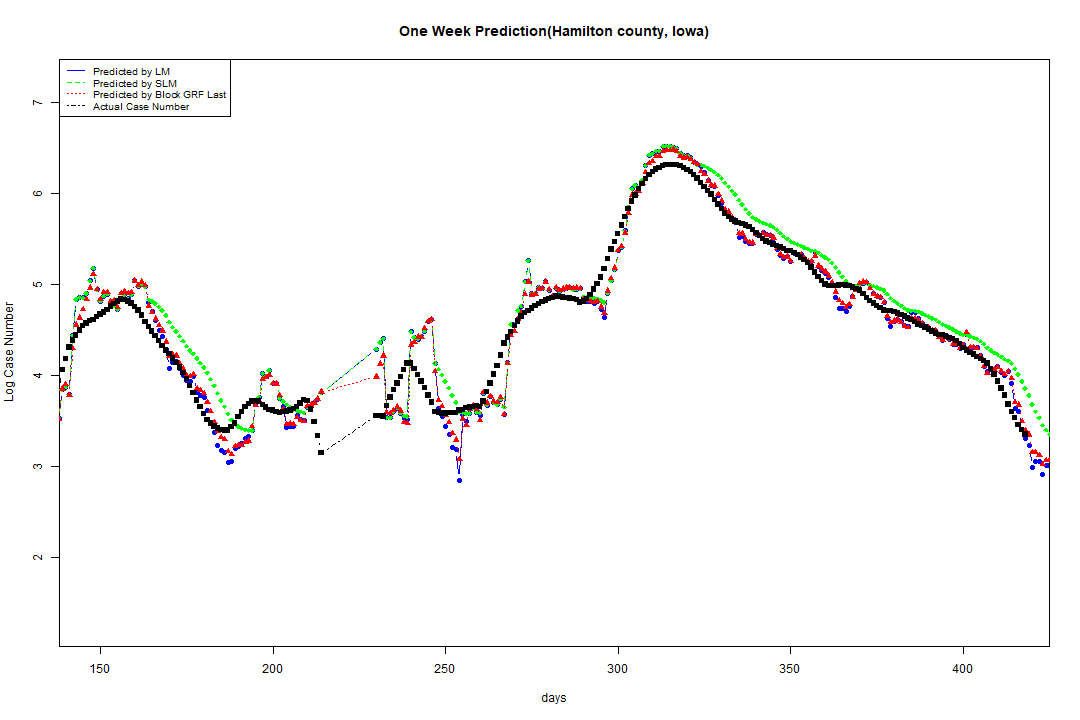 One Week Prediction(Hamilton county, Iowa)
Predicted by LM
Predicted by SLM
Predicted by Block GRF Last
Actual Case Number
Log Case Number
7
6
5
4
3
2
150 200 250 300 350 400
days